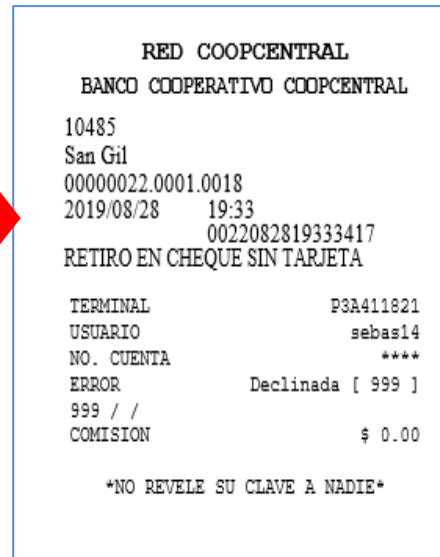 RED COOPCENTRAL
BANCO COOPERATIVO COOPCENTRAL
10485
San Gil
00000022.0001.0018
2019/08/28 19:33
0022082819333417
RETIRO EN CHEQUE SIN TARJETA
TERMINAL P3A411821
USUARIO sebas14
NO. CUENTA ****
ERROR Declinada [ 999 ]
999 / /
COMISION $ 0.00
*NO REVELE SU CLAVE A NADIE*